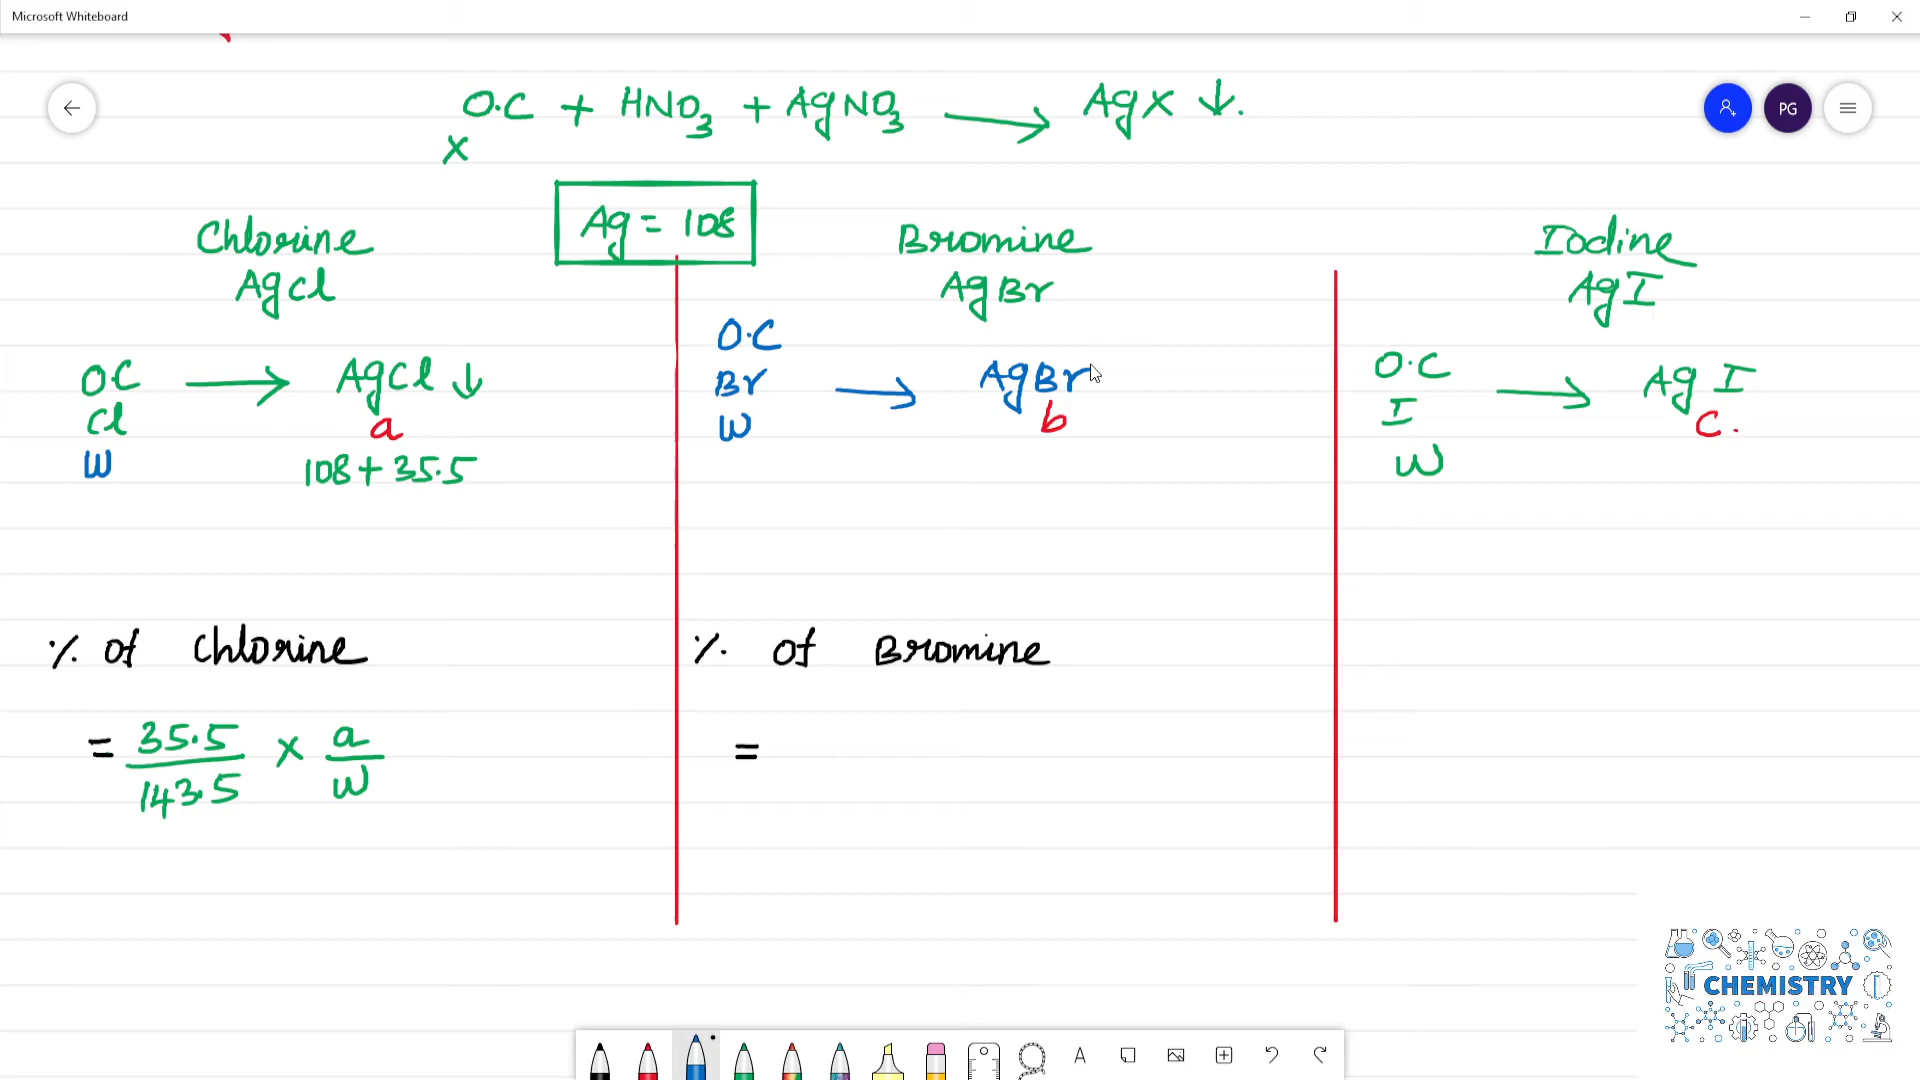 Microsoft Whiteboard
O.C + HNO3 + AgNO3 → AgX ↓.
X
PG
Ag = 108
Chlorine
AgCl
O.C → AgCl ↓
Cl a
W 108 + 35.5
% of Chlorine
= 35.5/143.5 × a/W
Bromine
AgBr
O.C
Br → AgBr
W b
% of Bromine
=
Iodine
AgI
O.C → AgI
I C.
W
CHEMISTRY
A